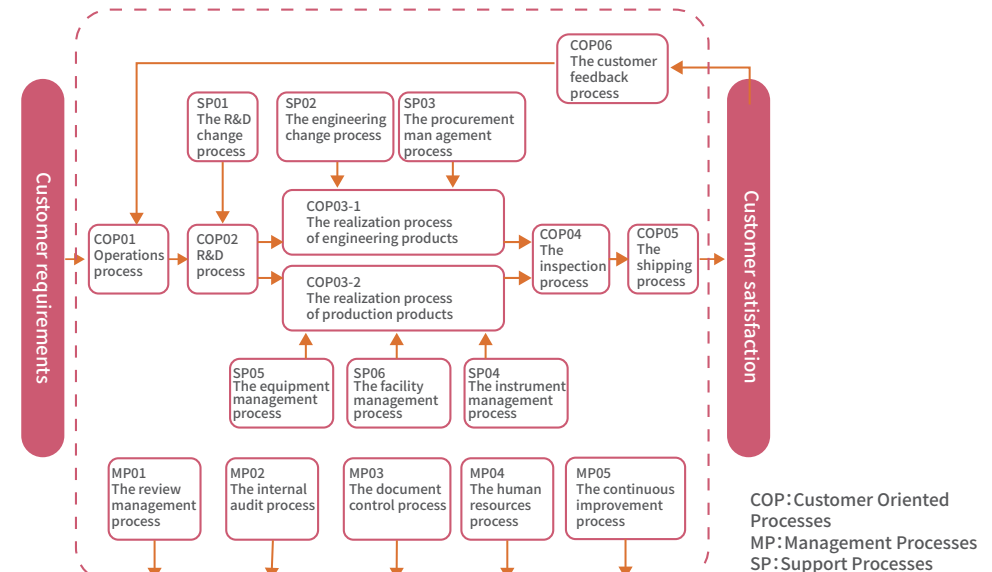 COP06
The customer
feedback
process
SP01
The R&D
change
process
SP02
The engineering
change process
SP03
The procurement
man agement
process
Customer requirements
COP01
Operations
process
COP02
R&D
process
COP03-1
The realization process
of engineering products
COP03-2
The realization process
of production products
COP04
The
inspection
process
COP05
The
shipping
process
Customer satisfaction
SP05
The equipment
management
process
SP06
The facility
management
process
SP04
The instrument
management
process
MP01
The review
management
process
MP02
The internal
audit process
MP03
The document
control process
MP04
The human
resources
process
MP05
The continuous
improvement
process
COP:Customer Oriented
Processes
MP:Management Processes
SP:Support Processes